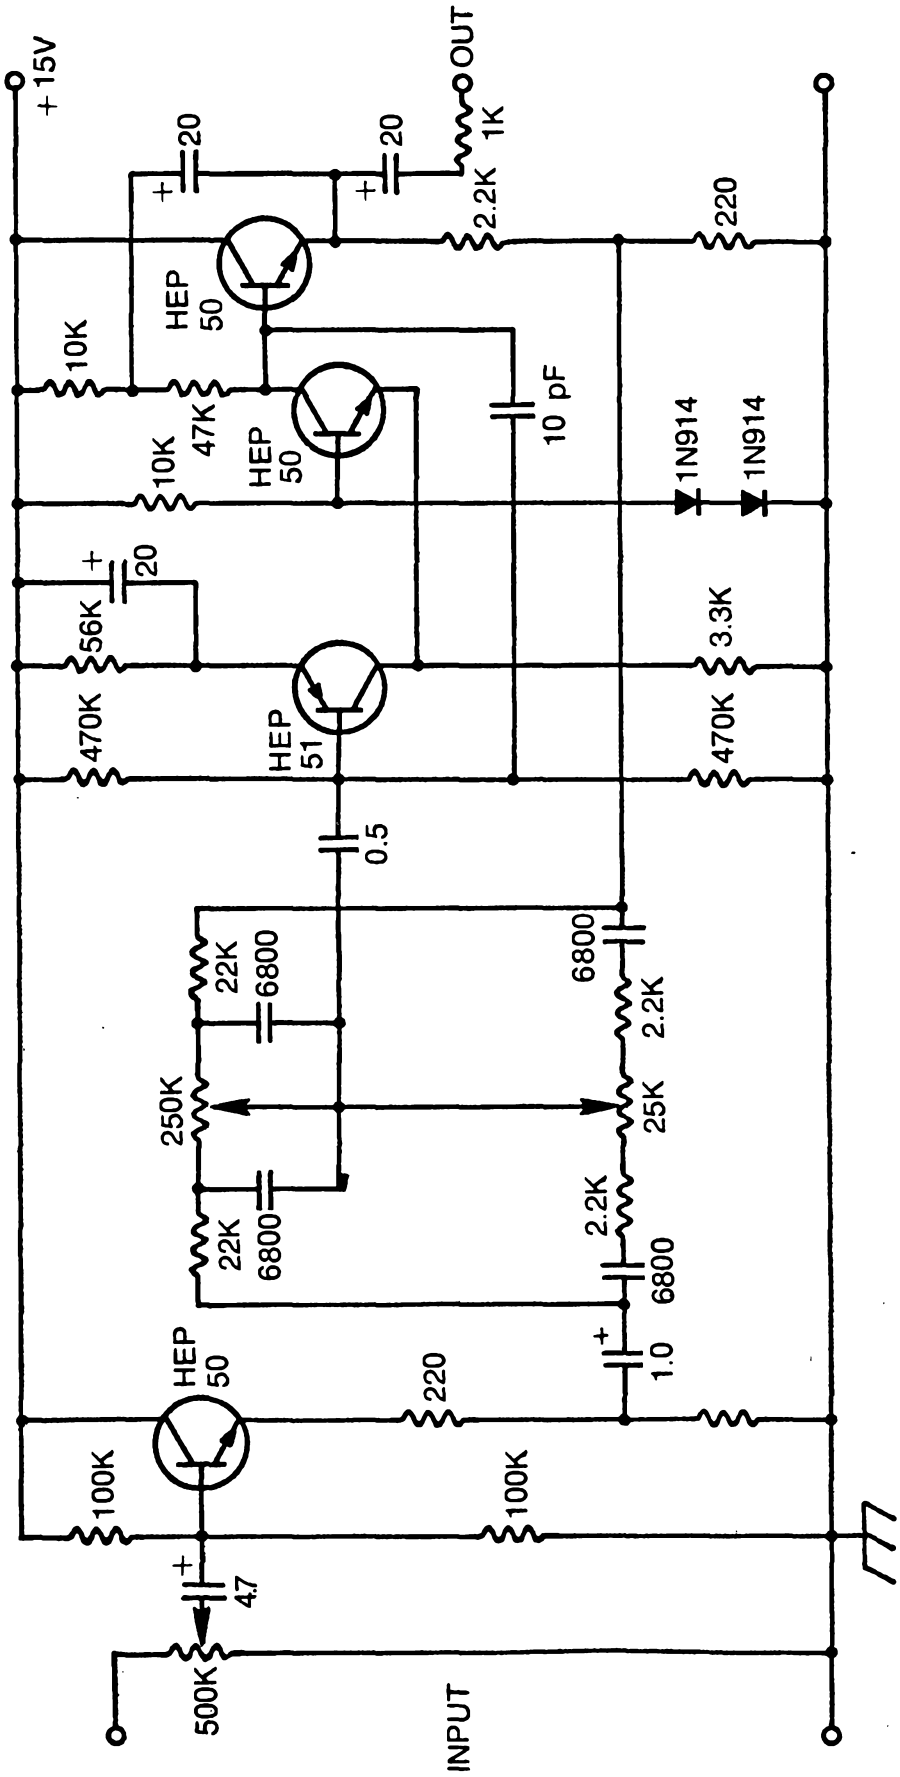 + 15V
100K
470K
56K
+
20
10K
10K
47K
+
20
500K
+
4.7
HEP
50
250K
22K
6800
22K
6800
HEP
51
HEP
50
HEP
50
+
20
0.5
INPUT
220
OUT
1K
2.2K
100K
10 pF
+
1.0
6800
2.2K
25K
2.2K
6800
470K
3.3K
1N914
1N914
220